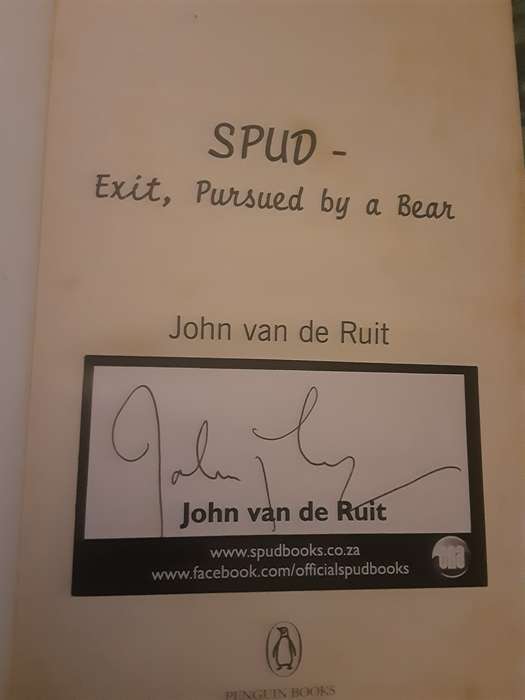 SPUD -
Exit, Pursued by a Bear
John van de Ruit
John van de Ruit
www.spudbooks.co.za
www.facebook.com/officialspudbooks
PENGUIN BOOKS